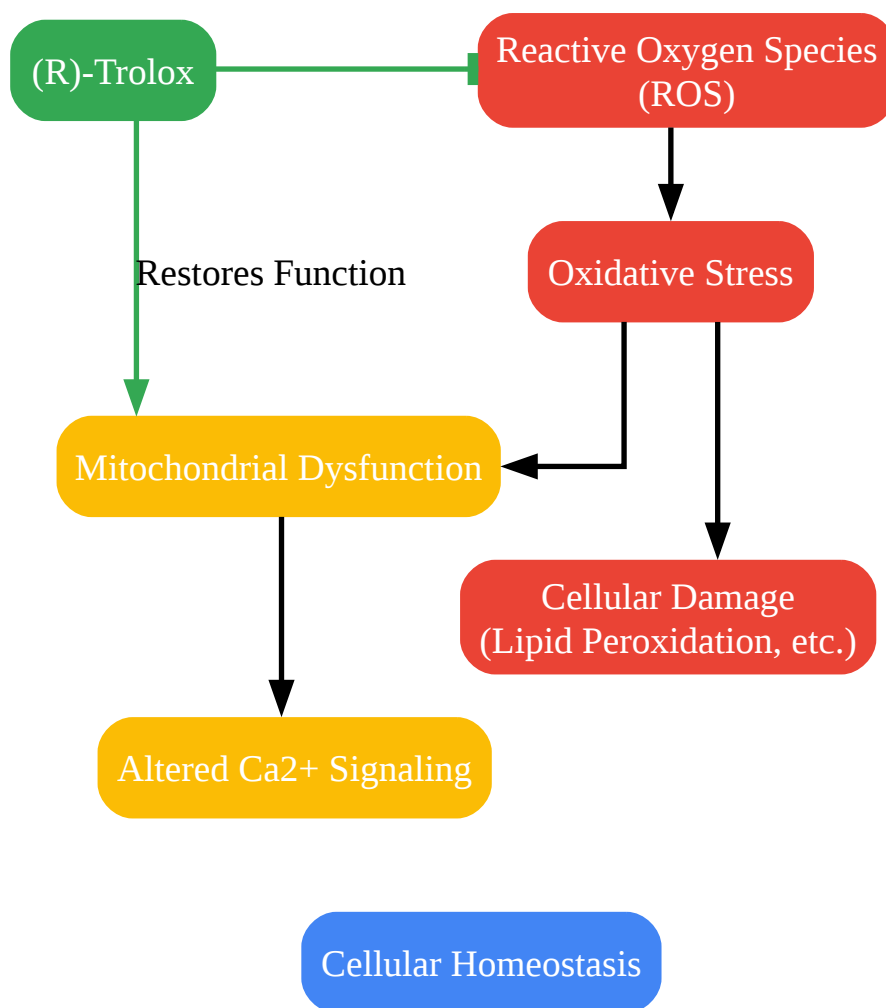 (R)-Trolox
Reactive Oxygen Species
(ROS)
Restores Function
Oxidative Stress
Mitochondrial Dysfunction
Cellular Damage
(Lipid Peroxidation, etc.)
Altered Ca2+ Signaling
Cellular Homeostasis